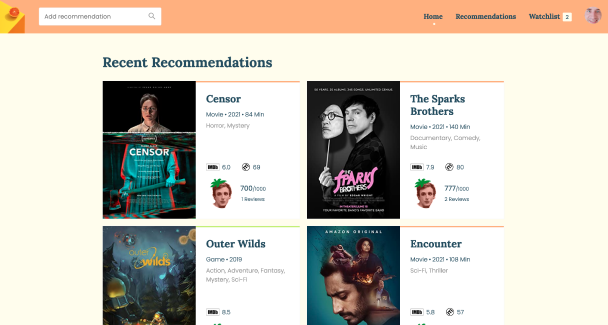 Add recommendation
Home
Recommendations
Watchlist 2
Recent Recommendations
CENSOR
Censor
Movie • 2021 • 84 Min
Horror, Mystery
IMDb 6.0
69
700/1000
1 Reviews
THE SPARKS BROTHERS
The Sparks
Brothers
Movie • 2021 • 140 Min
Documentary, Comedy,
Music
IMDb 7.9
80
777/1000
2 Reviews
outer wilds
Outer Wilds
Game • 2019
Action, Adventure, Fantasy,
Mystery, Sci-Fi
IMDb 8.5
AMAZON ORIGINAL
Encounter
Movie • 2021 • 108 Min
Sci-Fi, Thriller
IMDb 5.8
57